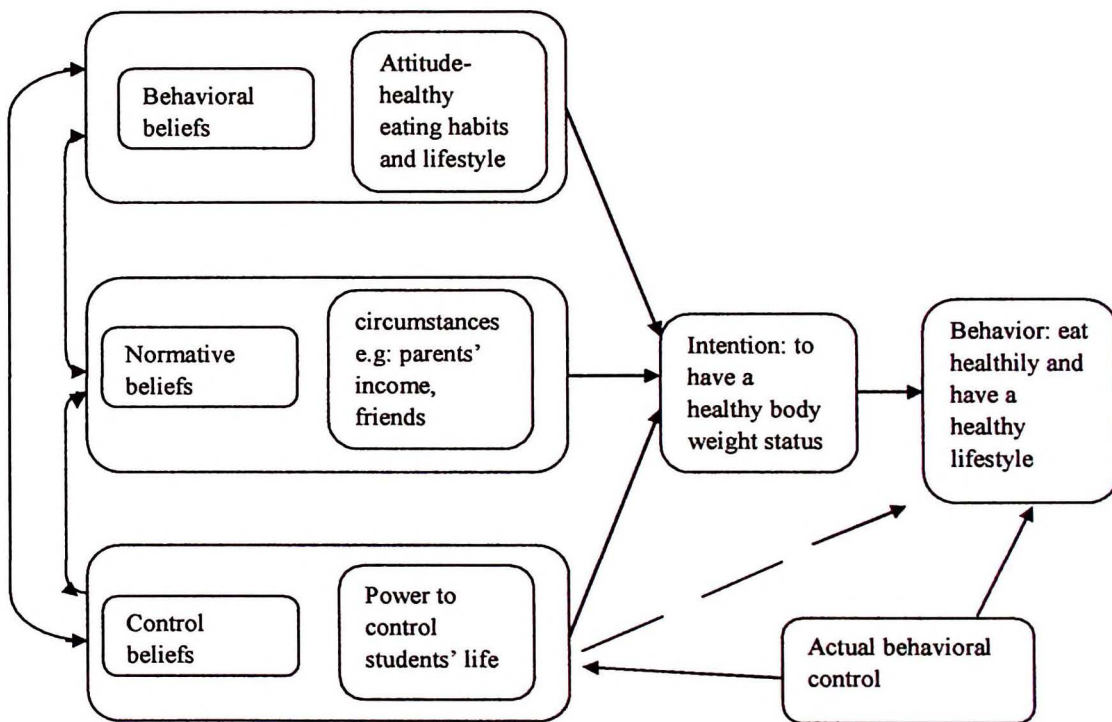 Behavioral
beliefs
Attitude-
healthy
eating habits
and lifestyle
Normative
beliefs
circumstances
e.g: parents'
income,
friends
Control
beliefs
Power to
control
students' life
Intention: to
have a
healthy body
weight status
Behavior: eat
healthily and
have a
healthy
lifestyle
Actual behavioral
control